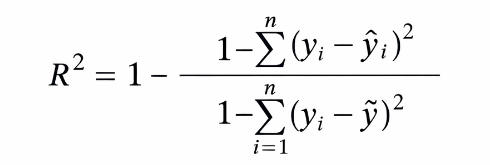 R² = 1 - (1-∑ⁿ(yᵢ - ŷᵢ)²) / (1-∑ⁿᵢ₌₁(yᵢ - ỹ)²)